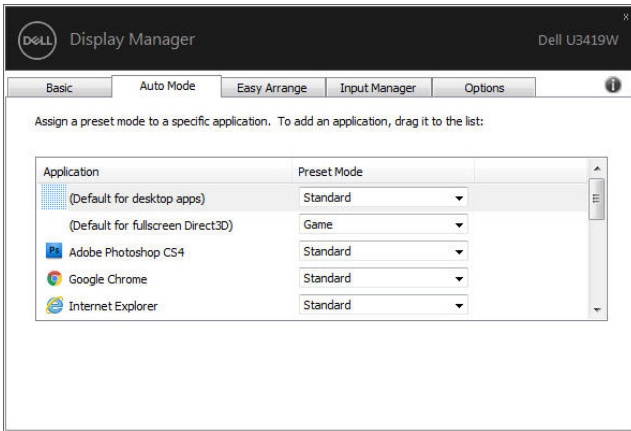 DELL Display Manager Dell U3419W
Basic Auto Mode Easy Arrange Input Manager Options
Assign a preset mode to a specific application. To add an application, drag it to the list:
Application Preset Mode
(Default for desktop apps) Standard
(Default for fullscreen Direct3D) Game
Ps Adobe Photoshop CS4 Standard
Google Chrome Standard
Internet Explorer Standard